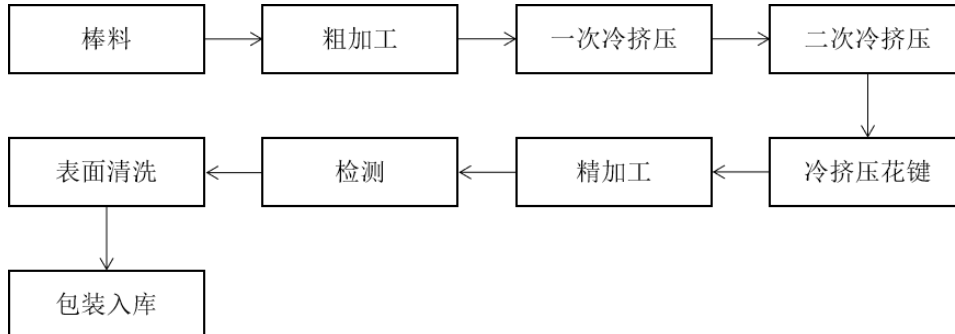 棒料
粗加工
一次冷挤压
二次冷挤压
冷挤压花键
精加工
检测
表面清洗
包装入库